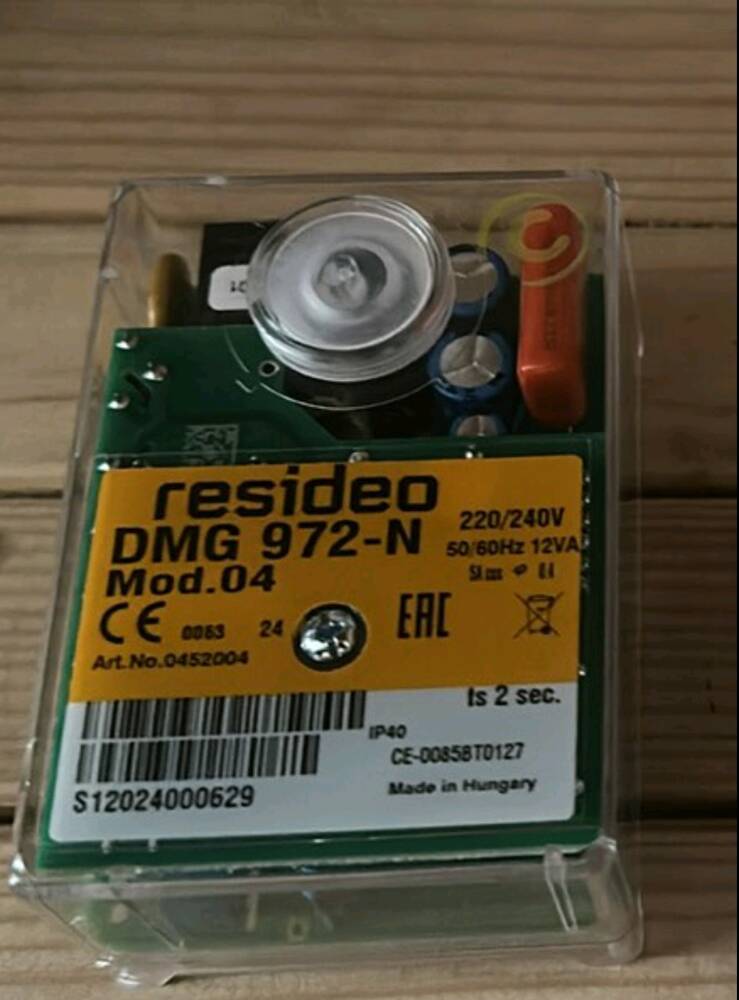 resideo
DMG 972-N
220/240V
50/60Hz 12VA
Mod.04
CE 0063 24
EAC
Art.No.0452004
ts 2 sec.
IP40
CE-0085BT0127
Made in Hungary
S12024000629